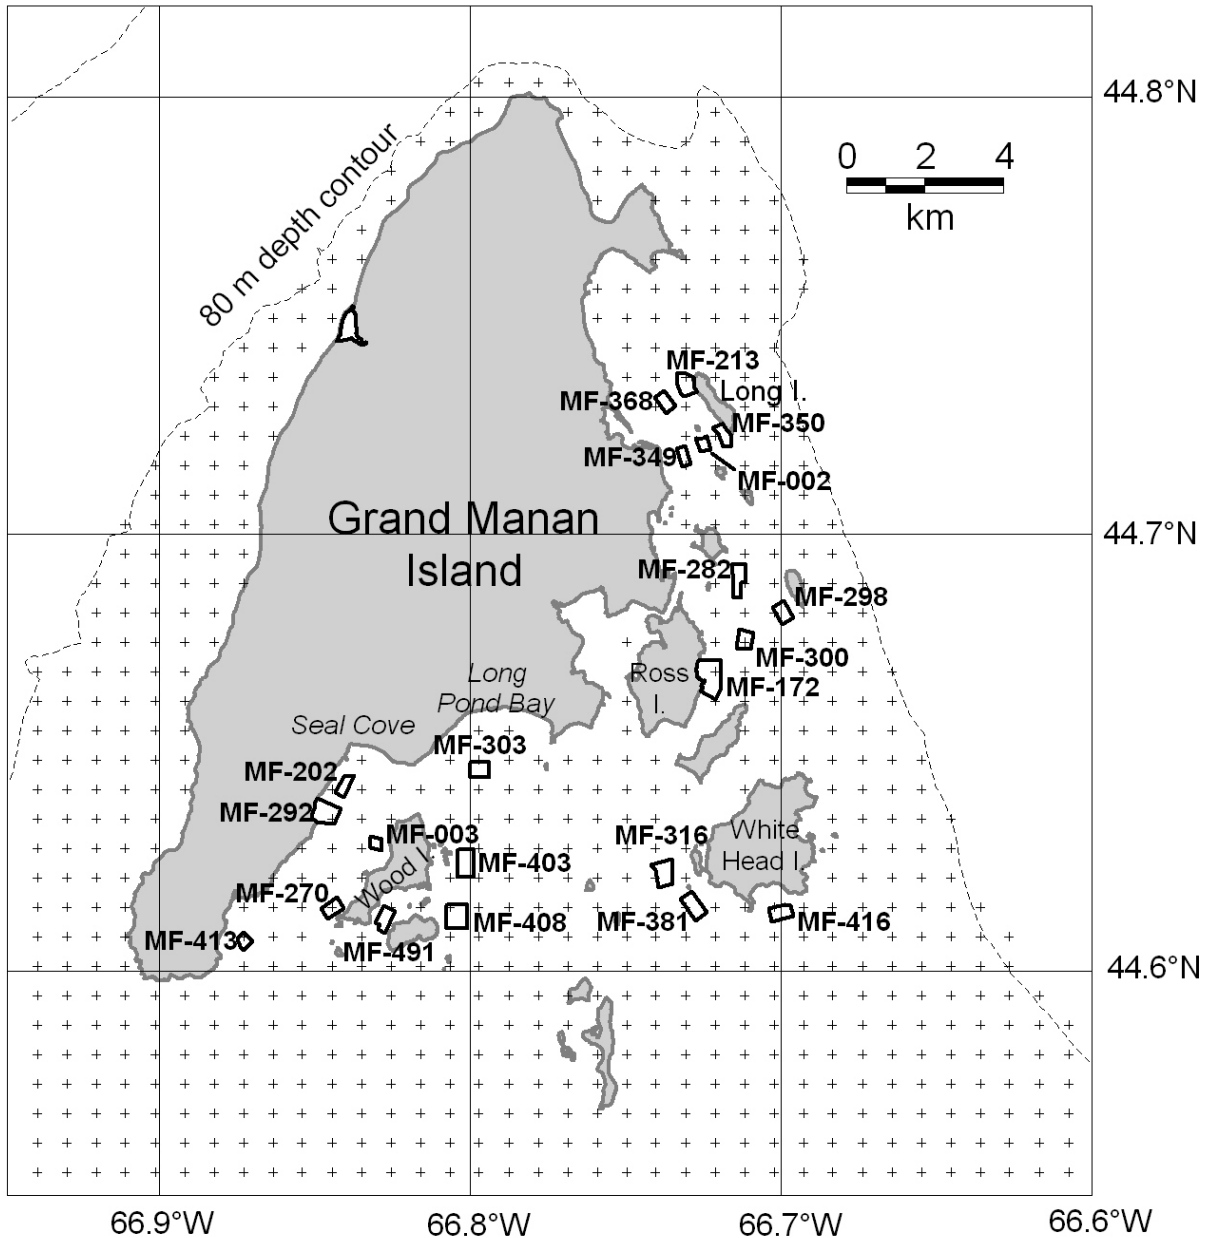 44.8°N
0 2 4
km
80 m depth contour
MF-213
Long I.
MF-368
MF-350
MF-349
MF-002
Grand Manan
Island
44.7°N
MF-282
MF-298
MF-300
Ross
I.
MF-172
Long
Pond Bay
Seal Cove
MF-303
MF-202
MF-292
MF-003
Wood I.
MF-403
MF-316
White
Head I.
MF-270
MF-408
MF-381
MF-416
MF-413
MF-491
44.6°N
66.9°W 66.8°W 66.7°W 66.6°W